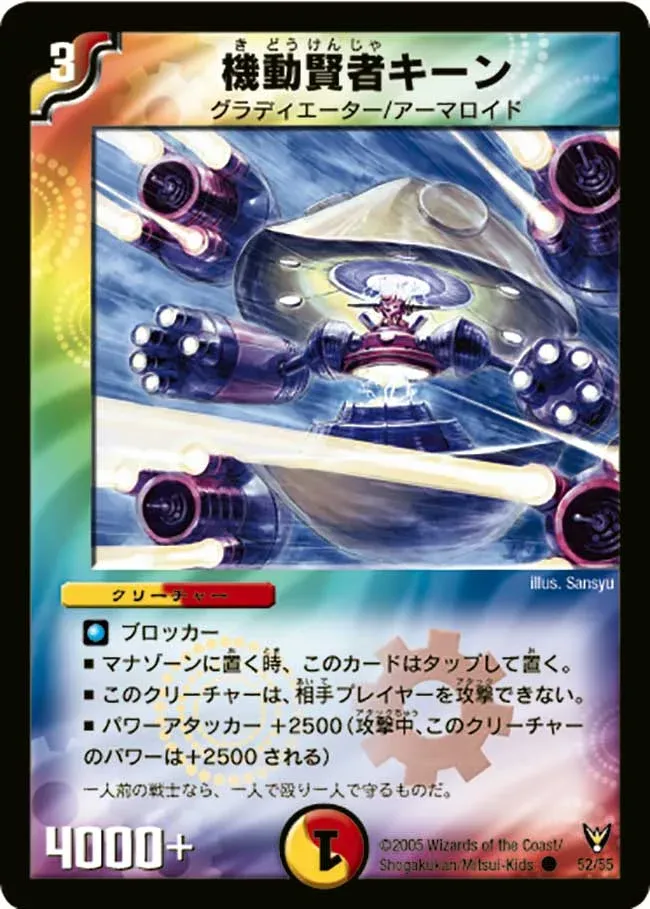 3
きどうけんじゃ
機動賢者キーン
グラディエーター/アーマロイド
illus. Sansyu
クリーチャー
ブロッカー
■ マナゾーンに置く時、このカードはタップして置く。
■ このクリーチャーは、相手プレイヤーを攻撃できない。
■ パワーアタッカー +2500(攻撃中、このクリーチャー
のパワーは+2500 される)
一人前の戦士なら、一人で殴り一人で守るものだ。
4000+
1
©2005 Wizards of the Coast/
Shogakukan/Mitsui-Kids
52/55